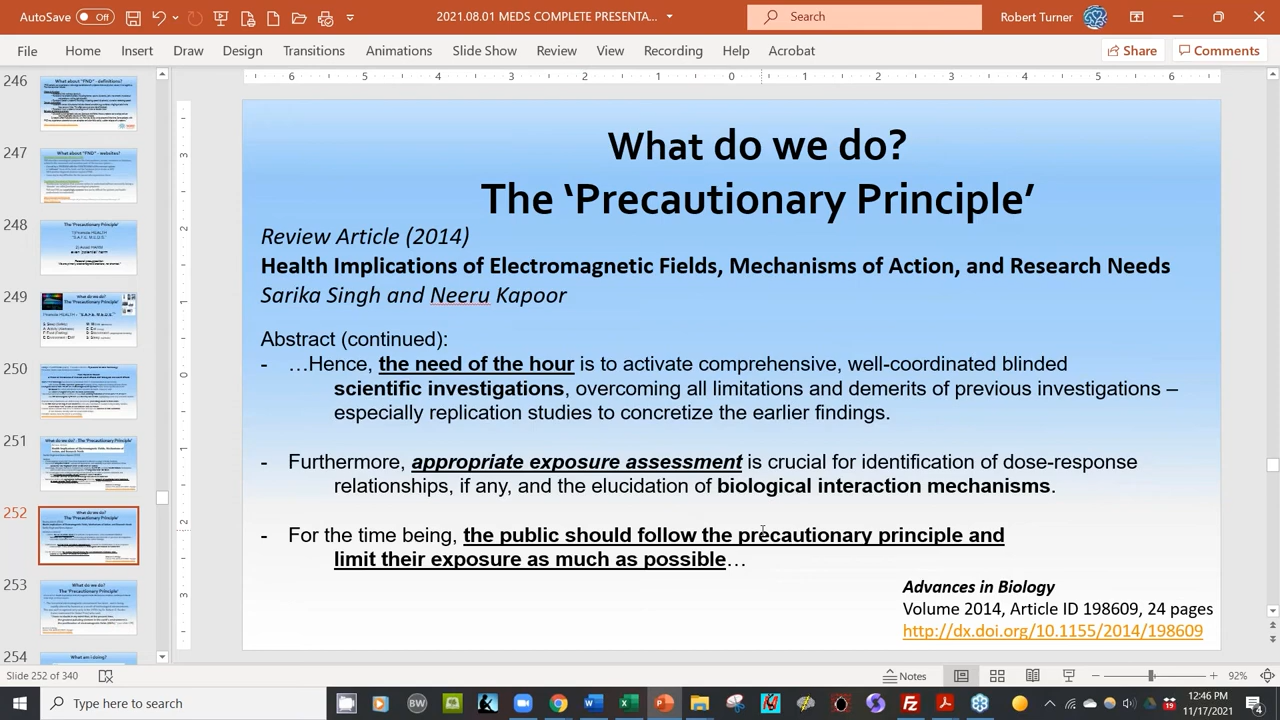 AutoSave Off 2021.08.01 MEDS COMPLETE PRESENTA... Search Robert Turner
File Home Insert Draw Design Transitions Animations Slide Show Review View Recording Help Acrobat Share Comments
246
247
248
249
251
252
253
254
What do we do?
The ‘Precautionary Principle’
Review Article (2014)
Health Implications of Electromagnetic Fields, Mechanisms of Action, and Research Needs
Sarika Singh and Neeru Kapoor
Abstract (continued):
…Hence, the need of the hour is to activate comprehensive, well-coordinated blinded
scientific investigations, overcoming all limitations and demerits of previous investigations –
especially replication studies to concretize the earlier findings.
Furthermore, appropriate exposure assessment is crucial for identification of dose-response
relationships, if any, and the elucidation of biological interaction mechanisms.
For the time being, the public should follow the precautionary principle and
limit their exposure as much as possible…
Advances in Biology
Volume 2014, Article ID 198609, 24 pages
http://dx.doi.org/10.1155/2014/198609
Slide 252 of 340 Notes 92%
Type here to search 12:46 PM
11/17/2021